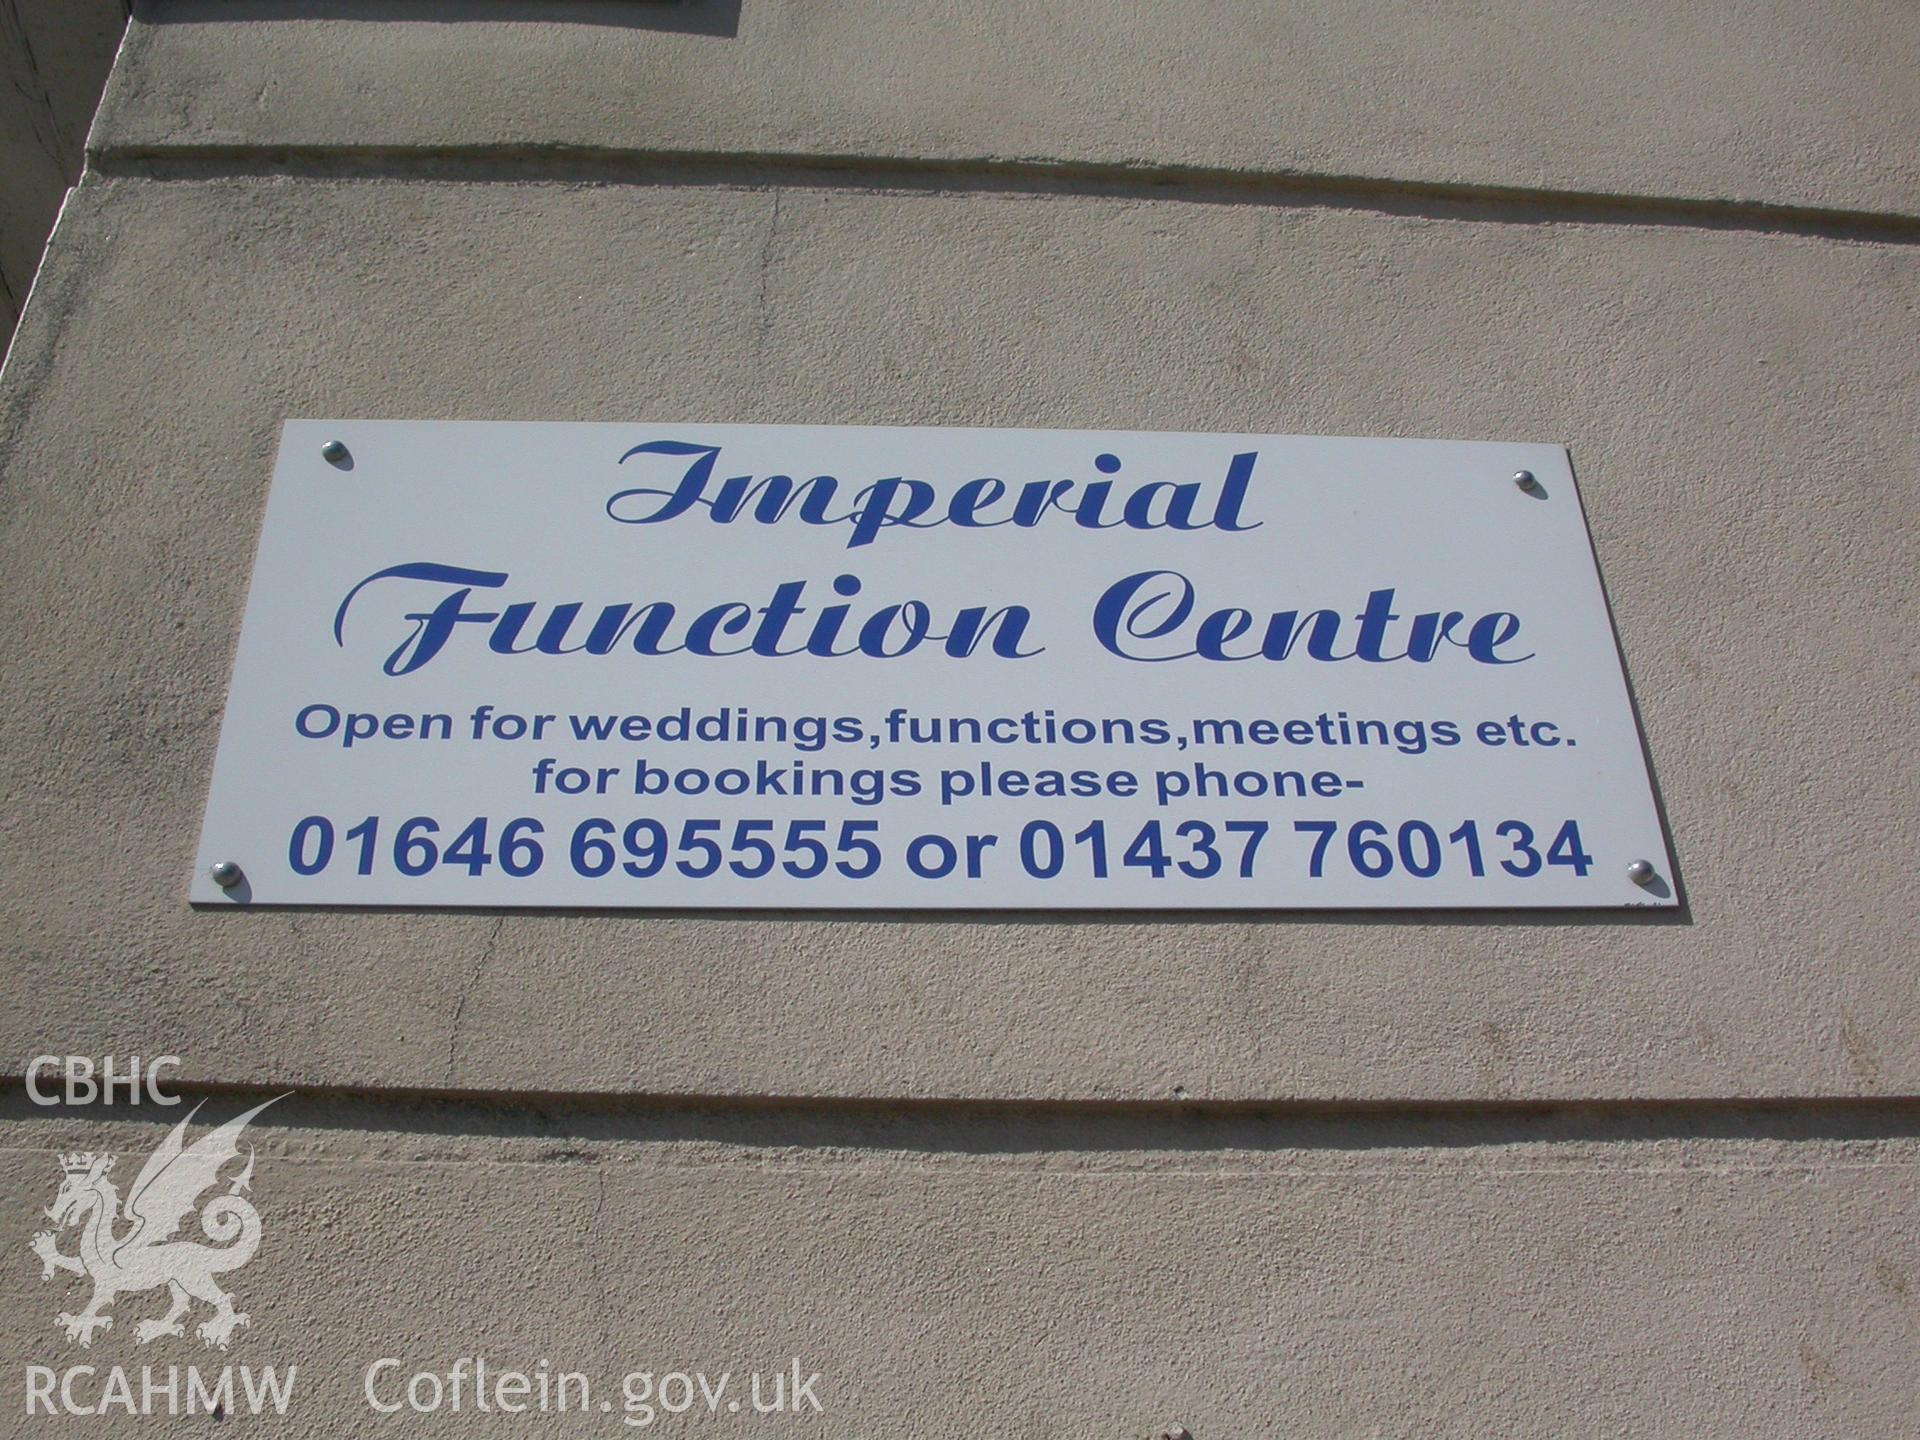 Imperial
Function Centre
Open for weddings,functions,meetings etc.
for bookings please phone-
01646 695555 or 01437 760134
CBHC
RCAHMW Coflein.gov.uk